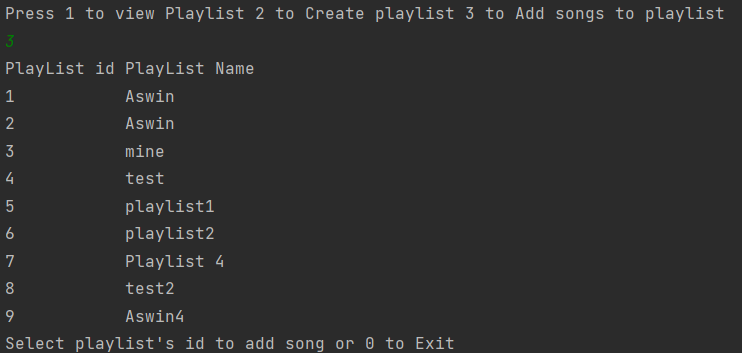 Press 1 to view Playlist 2 to Create playlist 3 to Add songs to playlist
3
PlayList id PlayList Name
1 Aswin
2 Aswin
3 mine
4 test
5 playlist1
6 playlist2
7 Playlist 4
8 test2
9 Aswin4
Select playlist's id to add song or 0 to Exit